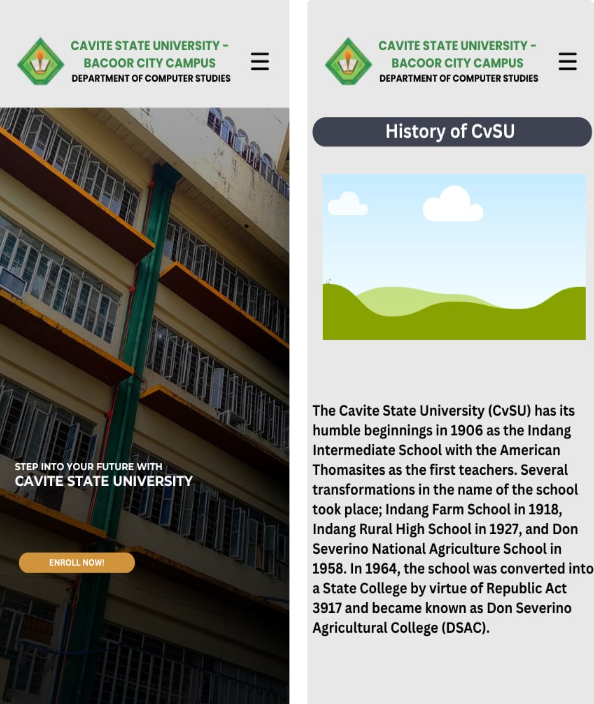 CAVITE STATE UNIVERSITY -
BACOOR CITY CAMPUS
DEPARTMENT OF COMPUTER STUDIES
STEP INTO YOUR FUTURE WITH
CAVITE STATE UNIVERSITY
ENROLL NOW!
CAVITE STATE UNIVERSITY -
BACOOR CITY CAMPUS
DEPARTMENT OF COMPUTER STUDIES
History of CvSU
The Cavite State University (CvSU) has its
humble beginnings in 1906 as the Indang
Intermediate School with the American
Thomasites as the first teachers. Several
transformations in the name of the school
took place; Indang Farm School in 1918,
Indang Rural High School in 1927, and Don
Severino National Agriculture School in
1958. In 1964, the school was converted into
a State College by virtue of Republic Act
3917 and became known as Don Severino
Agricultural College (DSAC).